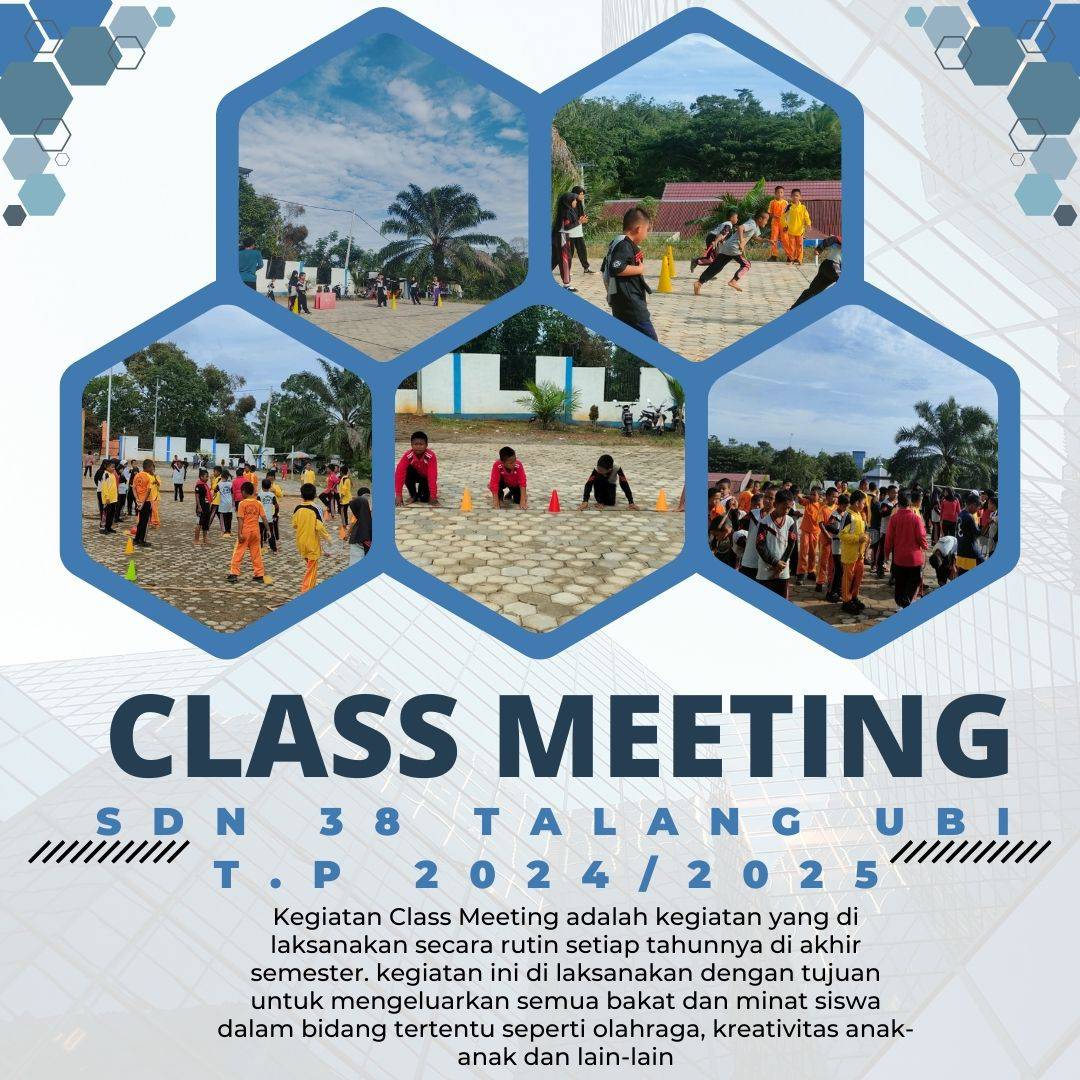 CLASS MEETING
SDN 38 TALANG UBI
T.P 2024/2025
Kegiatan Class Meeting adalah kegiatan yang di
laksanakan secara rutin setiap tahunnya di akhir
semester. kegiatan ini di laksanakan dengan tujuan
untuk mengeluarkan semua bakat dan minat siswa
dalam bidang tertentu seperti olahraga, kreativitas anak-
anak dan lain-lain